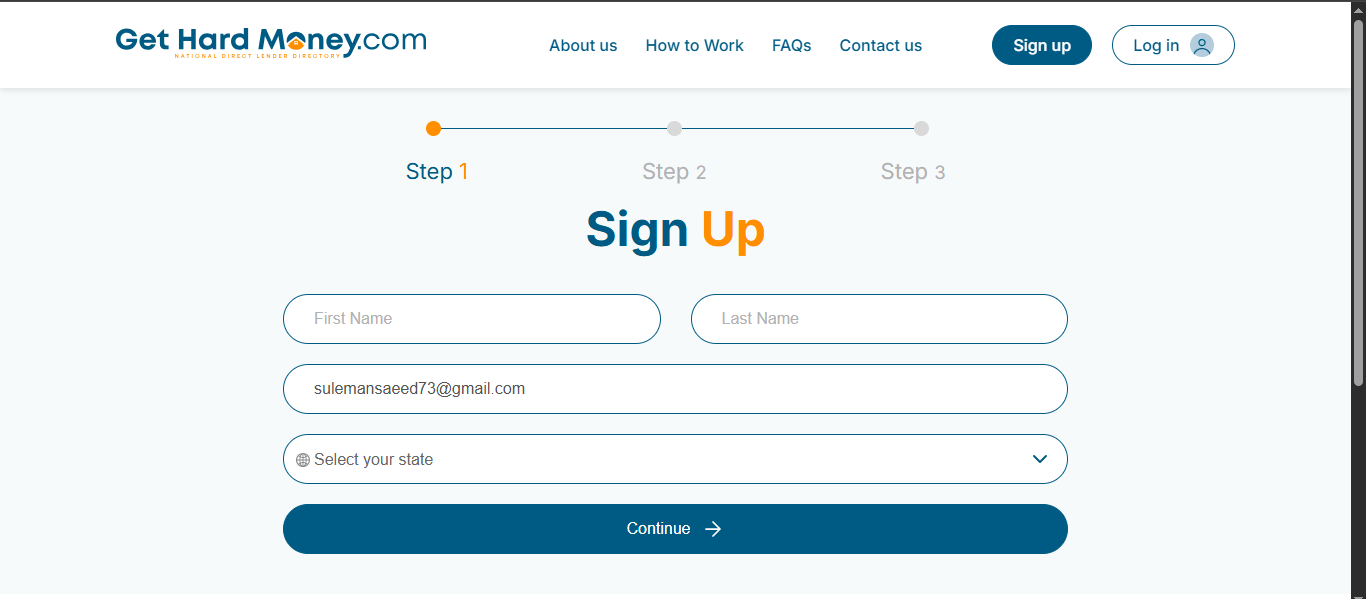 Get Hard Money.com
NATIONAL DIRECT LENDER DIRECTORY
About us How to Work FAQs Contact us Sign up Log in
Step 1 Step 2 Step 3
Sign Up
First Name Last Name
sulemansaeed73@gmail.com
Select your state
Continue